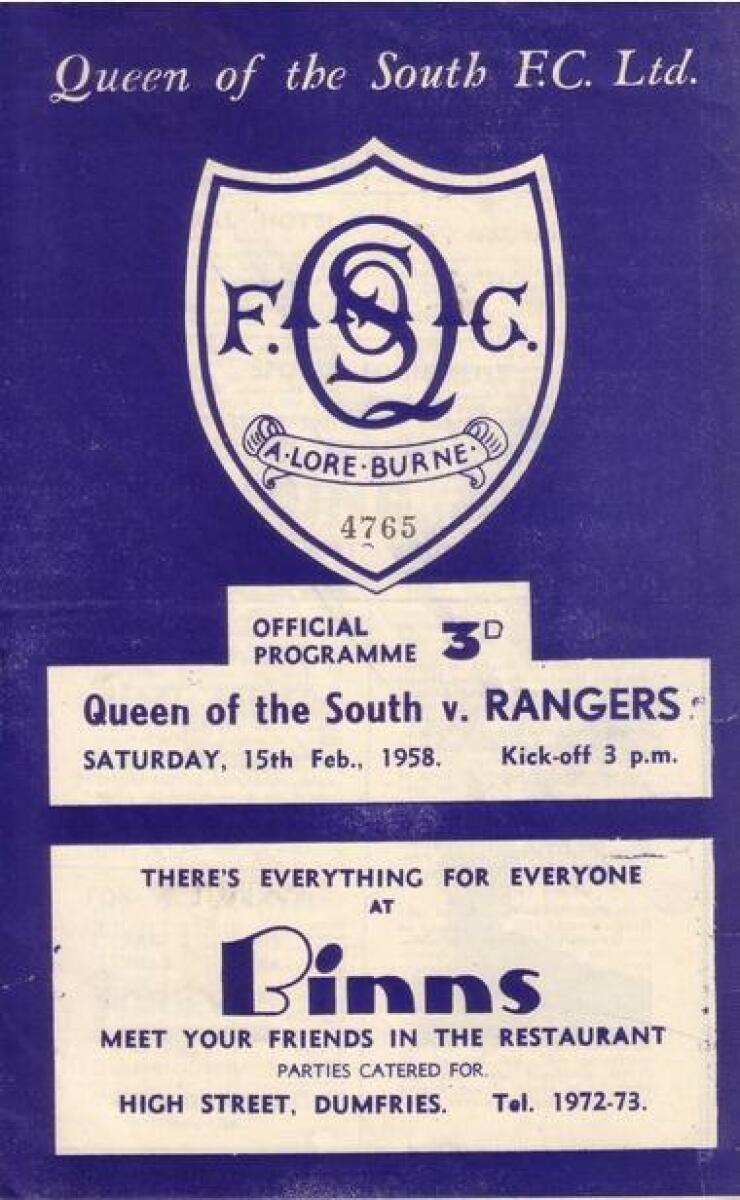 Queen of the South F.C. Ltd.
F. QSC.
A·LORE·BURNE·
4765
OFFICIAL
PROGRAMME 3D
Queen of the South v. RANGERS
SATURDAY, 15th Feb., 1958. Kick-off 3 p.m.
THERE'S EVERYTHING FOR EVERYONE
AT
Binns
MEET YOUR FRIENDS IN THE RESTAURANT
PARTIES CATERED FOR.
HIGH STREET, DUMFRIES. Tel. 1972-73.